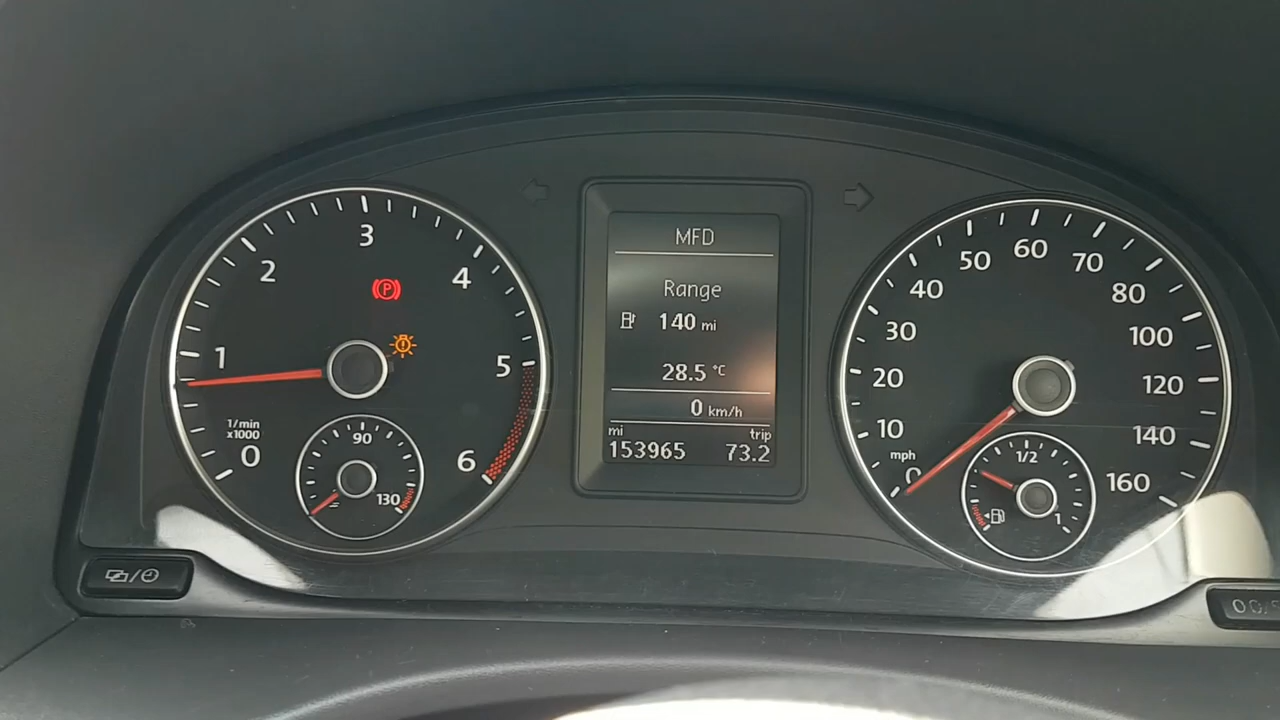 0
1
2
3
4
5
6
1/min
x1000
90
130
P
MFD
Range
140 mi
28.5 °C
0 km/h
mi trip
153965 73.2
0
10
20
30
40
50
60
70
80
100
120
140
160
mph
1/2
1